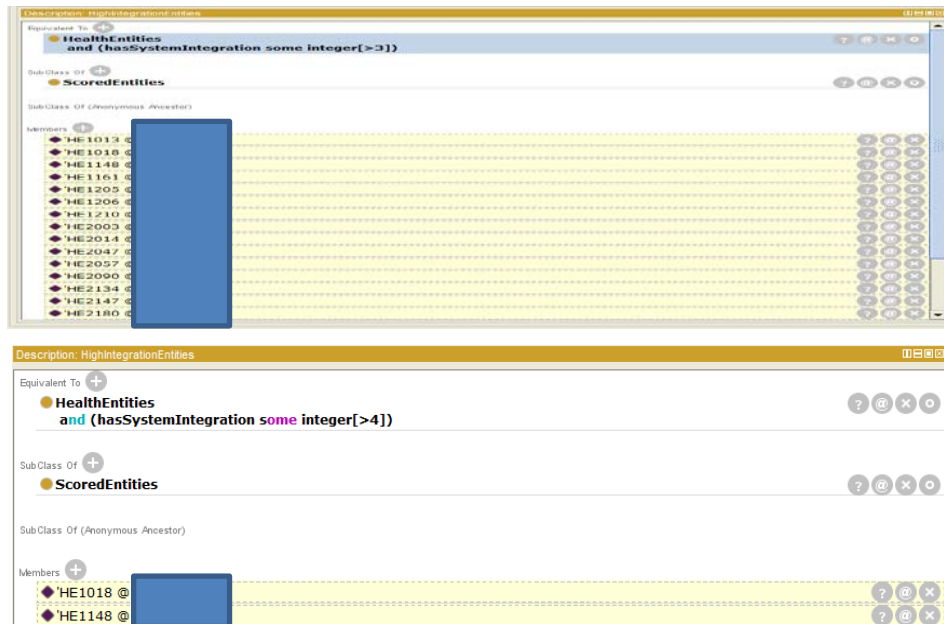 Description: HighIntegrationEntities
Equivalent To
HealthEntities
and (hasSystemIntegration some integer[>3])
SubClass Of
ScoredEntities
SubClass Of (Anonymous Ancestor)
Members
'HE1013 @
'HE1018 @
'HE1148 @
'HE1161 @
'HE1205 @
'HE1206 @
'HE1210 @
'HE2003 @
'HE2014 @
'HE2047 @
'HE2057 @
'HE2090 @
'HE2134 @
'HE2147 @
'HE2180 @
Description: HighIntegrationEntities
Equivalent To
HealthEntities
and (hasSystemIntegration some integer[>4])
SubClass Of
ScoredEntities
SubClass Of (Anonymous Ancestor)
Members
'HE1018 @
'HE1148 @